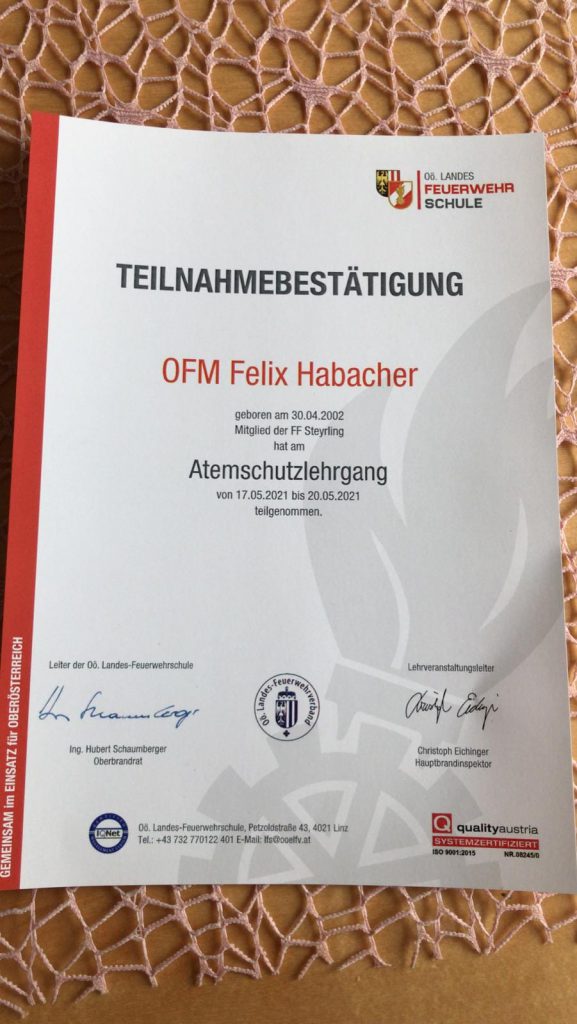 OÖ. LANDES
FEUERWEHR
SCHULE
TEILNAHMEBESTÄTIGUNG
OFM Felix Habacher
geboren am 30.04.2002
Mitglied der FF Steyrling
hat am
Atemschutzlehrgang
von 17.05.2021 bis 20.05.2021
teilgenommen.
GEMEINSAM im EINSATZ für OBERÖSTERREICH
Leiter der Oö. Landes-Feuerwehrschule
Ing. Hubert Schaumberger
Oberbrandrat
Oö. Landes-Feuerwehrverband
Lehrveranstaltungsleiter
Christoph Eichinger
Hauptbrandinspektor
IQNet
Oö. Landes-Feuerwehrschule, Petzoldstraße 43, 4021 Linz
Tel.: +43 732 770122 401 E-Mail: lfs@ooelfv.at
Q qualityaustria
SYSTEMZERTIFIZIERT
ISO 9001:2015 NR.08245/0